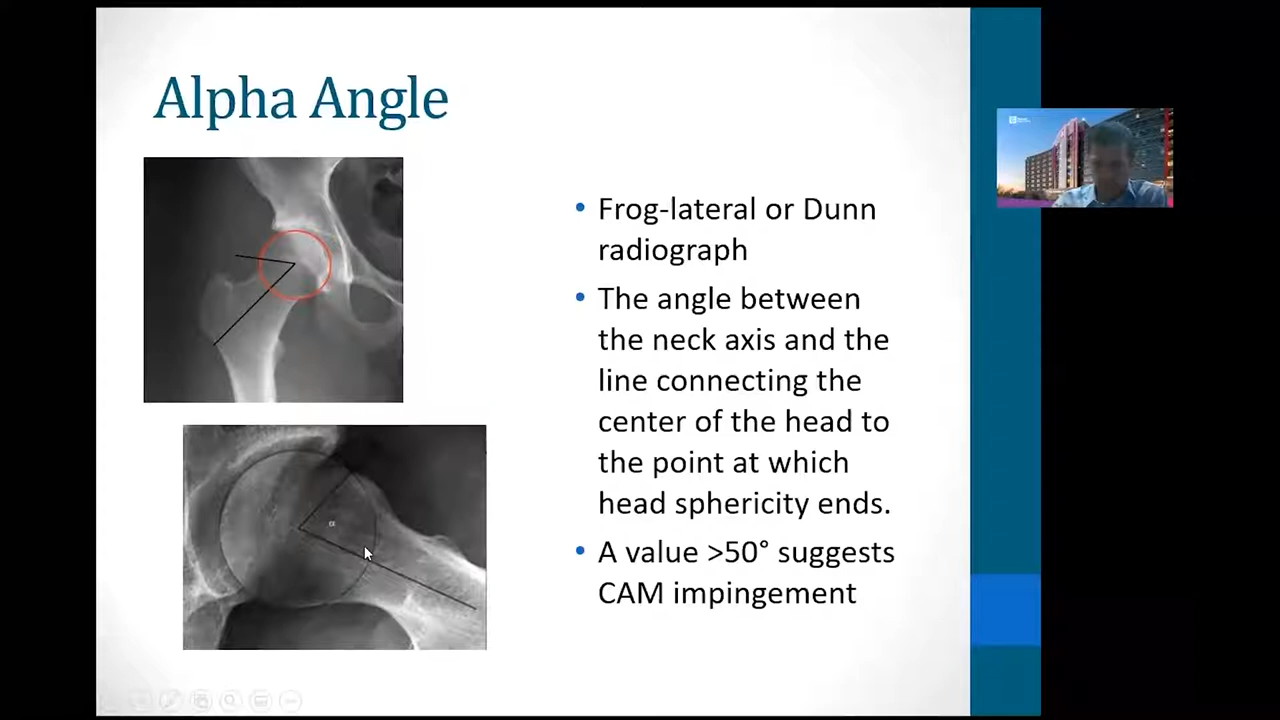 Alpha Angle
• Frog-lateral or Dunn
radiograph
• The angle between
the neck axis and the
line connecting the
center of the head to
the point at which
head sphericity ends.
• A value >50° suggests
CAM impingement
α